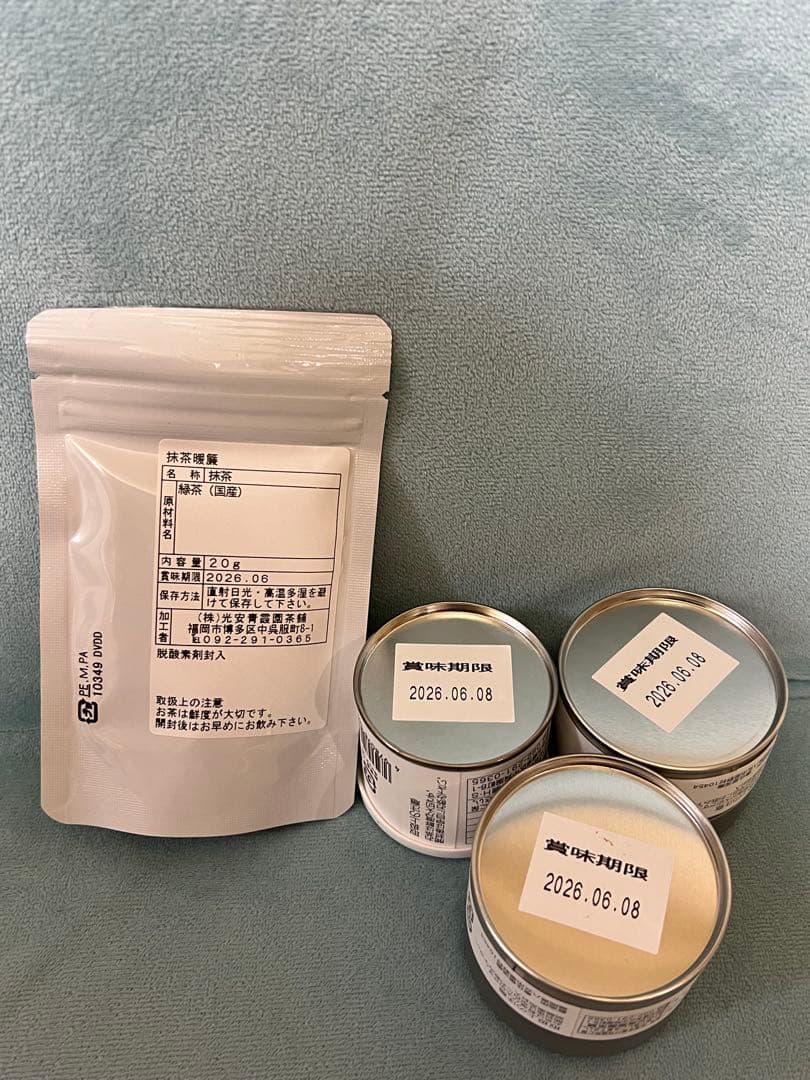 抹茶暖簾
名 称 抹茶
原材料名 緑茶（国産）
内容量 20g
賞味期限 2026.06
保存方法 直射日光・高温多湿を避
けて保存して下さい。
加工者 (株)光安青霞園茶舗
福岡市博多区中呉服町8-1
℡092-291-0365
脱酸素剤封入
取扱上の注意
お茶は鮮度が大切です。
開封後はお早めにお飲み下さい。
PE,M,PA
T0349 DVDD
賞味期限
2026.06.08
賞味期限
2026.06.08
賞味期限
2026.06.08